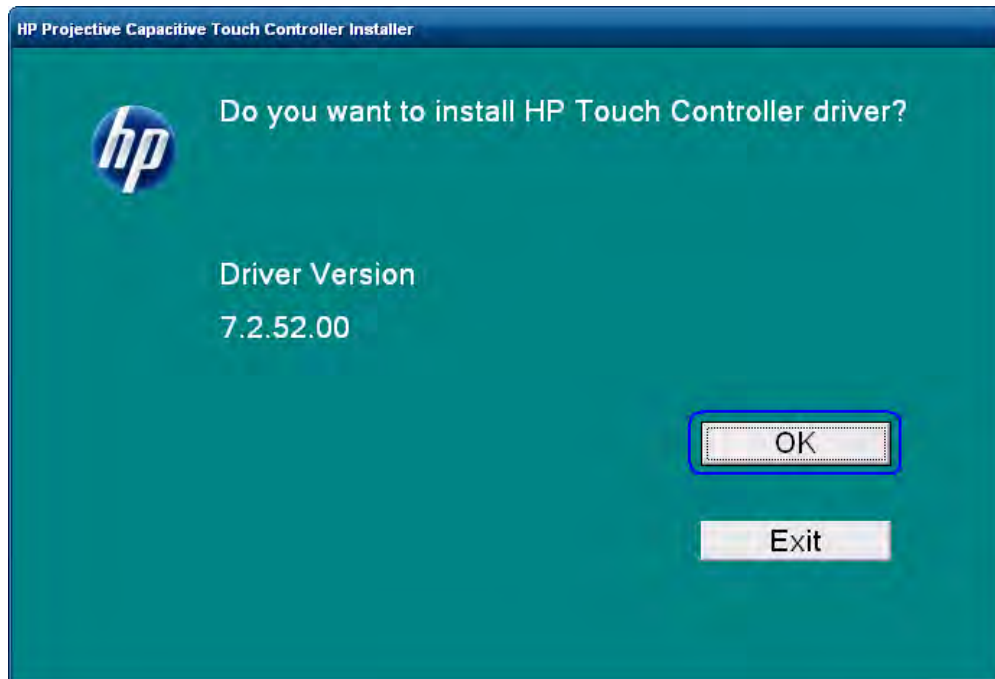 HP Projective Capacitive Touch Controller Installer
hp
Do you want to install HP Touch Controller driver?
Driver Version
7.2.52.00
OK
Exit